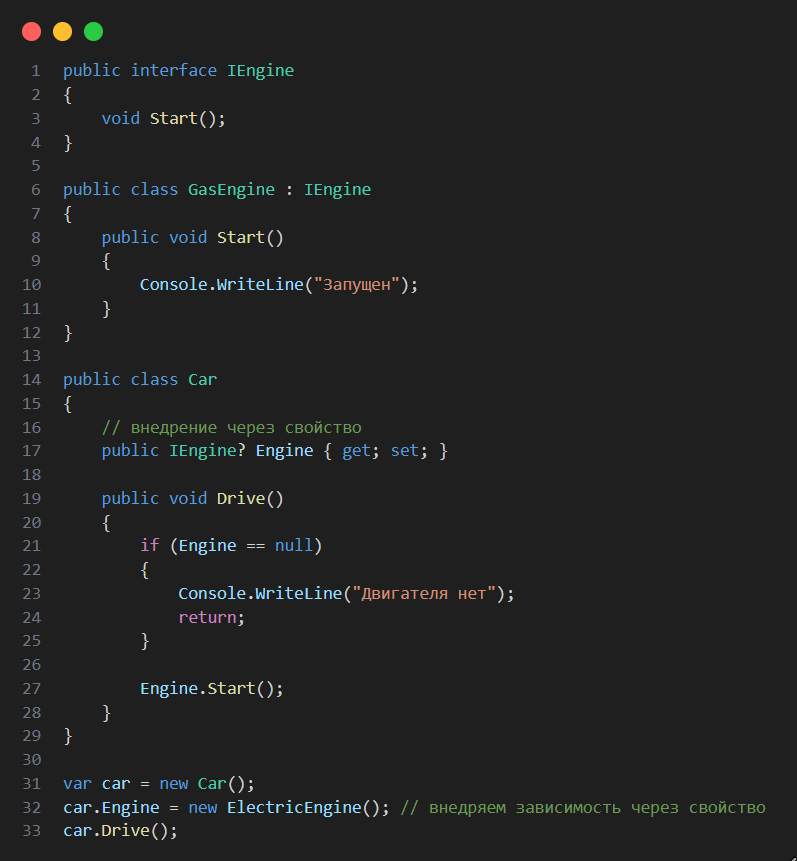 1 public interface IEngine
2 {
3     void Start();
4 }
5
6 public class GasEngine : IEngine
7 {
8     public void Start()
9     {
10         Console.WriteLine("Запущен");
11     }
12 }
13
14 public class Car
15 {
16     // внедрение через свойство
17     public IEngine? Engine { get; set; }
18
19     public void Drive()
20     {
21         if (Engine == null)
22         {
23             Console.WriteLine("Двигателя нет");
24             return;
25         }
26
27         Engine.Start();
28     }
29 }
30
31 var car = new Car();
32 car.Engine = new ElectricEngine(); // внедряем зависимость через свойство
33 car.Drive();